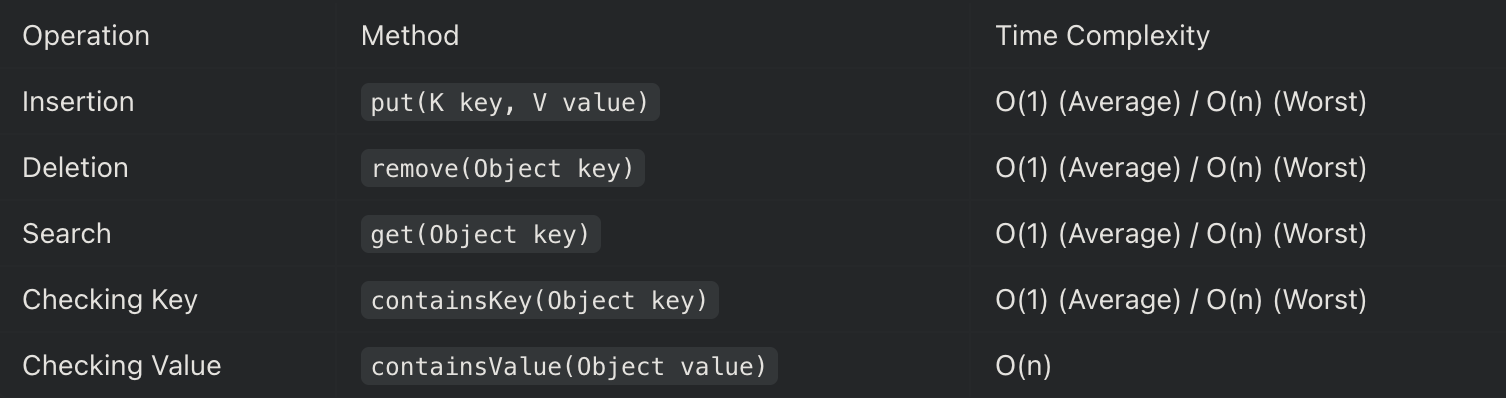 Operation Method Time Complexity
Insertion put(K key, V value) O(1) (Average) / O(n) (Worst)
Deletion remove(Object key) O(1) (Average) / O(n) (Worst)
Search get(Object key) O(1) (Average) / O(n) (Worst)
Checking Key containsKey(Object key) O(1) (Average) / O(n) (Worst)
Checking Value containsValue(Object value) O(n)